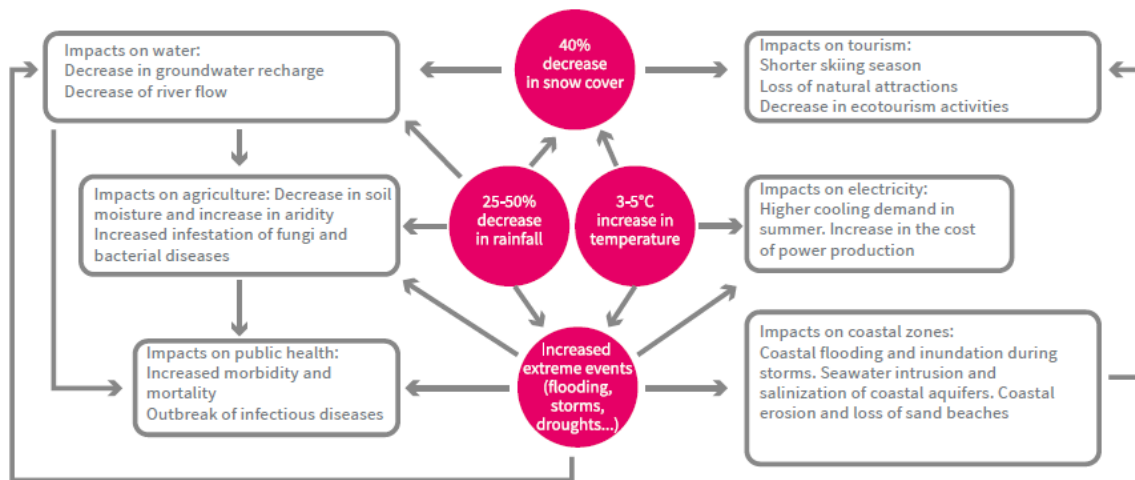 Impacts on water:
Decrease in groundwater recharge
Decrease of river flow
40%
decrease
in snow cover
Impacts on tourism:
Shorter skiing season
Loss of natural attractions
Decrease in ecotourism activities
Impacts on agriculture: Decrease in soil
moisture and increase in aridity
Increased infestation of fungi and
bacterial diseases
25-50%
decrease
in rainfall
3-5°C
increase in
temperature
Impacts on electricity:
Higher cooling demand in
summer. Increase in the cost
of power production
Impacts on public health:
Increased morbidity and
mortality
Outbreak of infectious diseases
Increased
extreme events
(flooding,
storms,
droughts...)
Impacts on coastal zones:
Coastal flooding and inundation during
storms. Seawater intrusion and
salinization of coastal aquifers. Coastal
erosion and loss of sand beaches